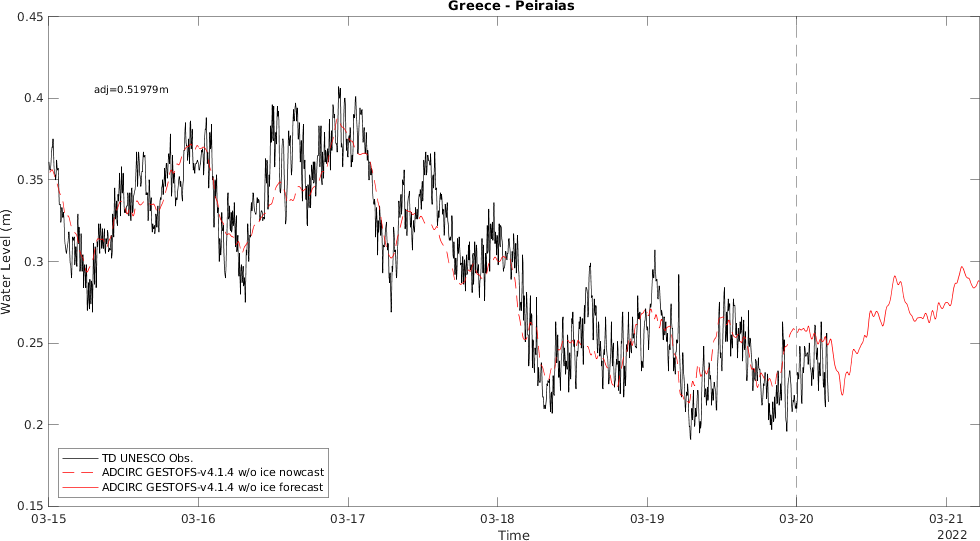 Greece - Peiraias
0.45
adj=0.51979m
0.4
0.35
0.3
0.25
0.2
0.15
Water Level (m)
TD UNESCO Obs.
ADCIRC GESTOFS-v4.1.4 w/o ice nowcast
ADCIRC GESTOFS-v4.1.4 w/o ice forecast
03-15 03-16 03-17 03-18 03-19 03-20 03-21
Time 2022